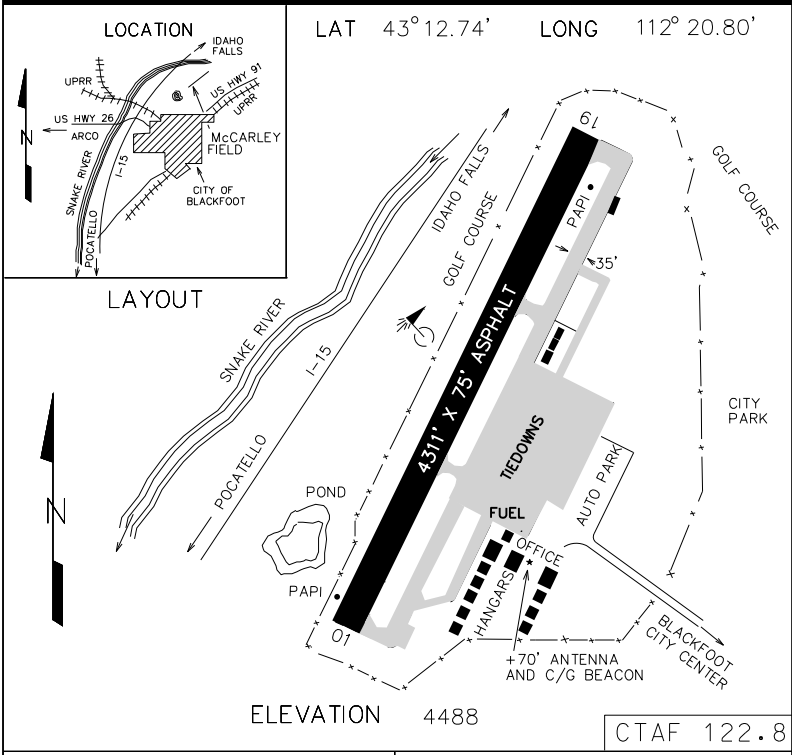 LOCATION
IDAHO
FALLS
US HWY 91
UPRR
UPRR
US HWY 26
ARCO
N
McCARLEY
FIELD
SNAKE RIVER
I-15
CITY OF
BLACKFOOT
POCATELLO
LAT 43° 12.74' LONG 112° 20.80'
LAYOUT
19
GOLF COURSE
PAPI
IDAHO FALLS
GOLF COURSE
35'
SNAKE RIVER
I-15
4311' X 75' ASPHALT
CITY
PARK
TIEDOWNS
N
POCATELLO
POND
FUEL
AUTO PARK
OFFICE
PAPI
HANGARS
01
BLACKFOOT
CITY CENTER
+70' ANTENNA
AND C/G BEACON
ELEVATION 4488
CTAF 122.8